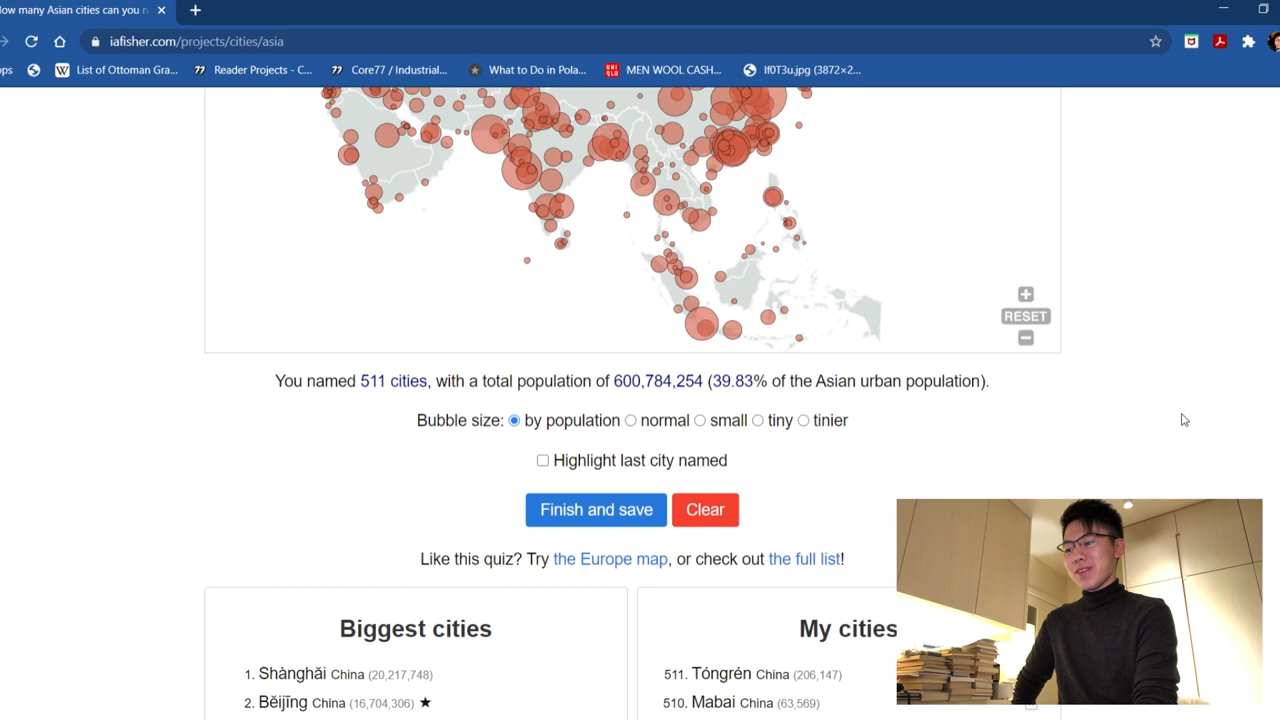 ow many Asian cities can you n
iafisher.com/projects/cities/asia
ops
List of Ottoman Gra...
Reader Projects - C...
Core77 / Industrial...
What to Do in Pola...
MEN WOOL CASH...
lf0T3u.jpg (3872×2...
RESET
You named 511 cities, with a total population of 600,784,254 (39.83% of the Asian urban population).
Bubble size: by population normal small tiny tinier
Highlight last city named
Finish and save Clear
Like this quiz? Try the Europe map, or check out the full list!
Biggest cities
1. Shànghǎi China (20,217,748)
2. Běijīng China (16,704,306) ★
My cities
511. Tóngrén China (206,147)
510. Mabai China (63,569)